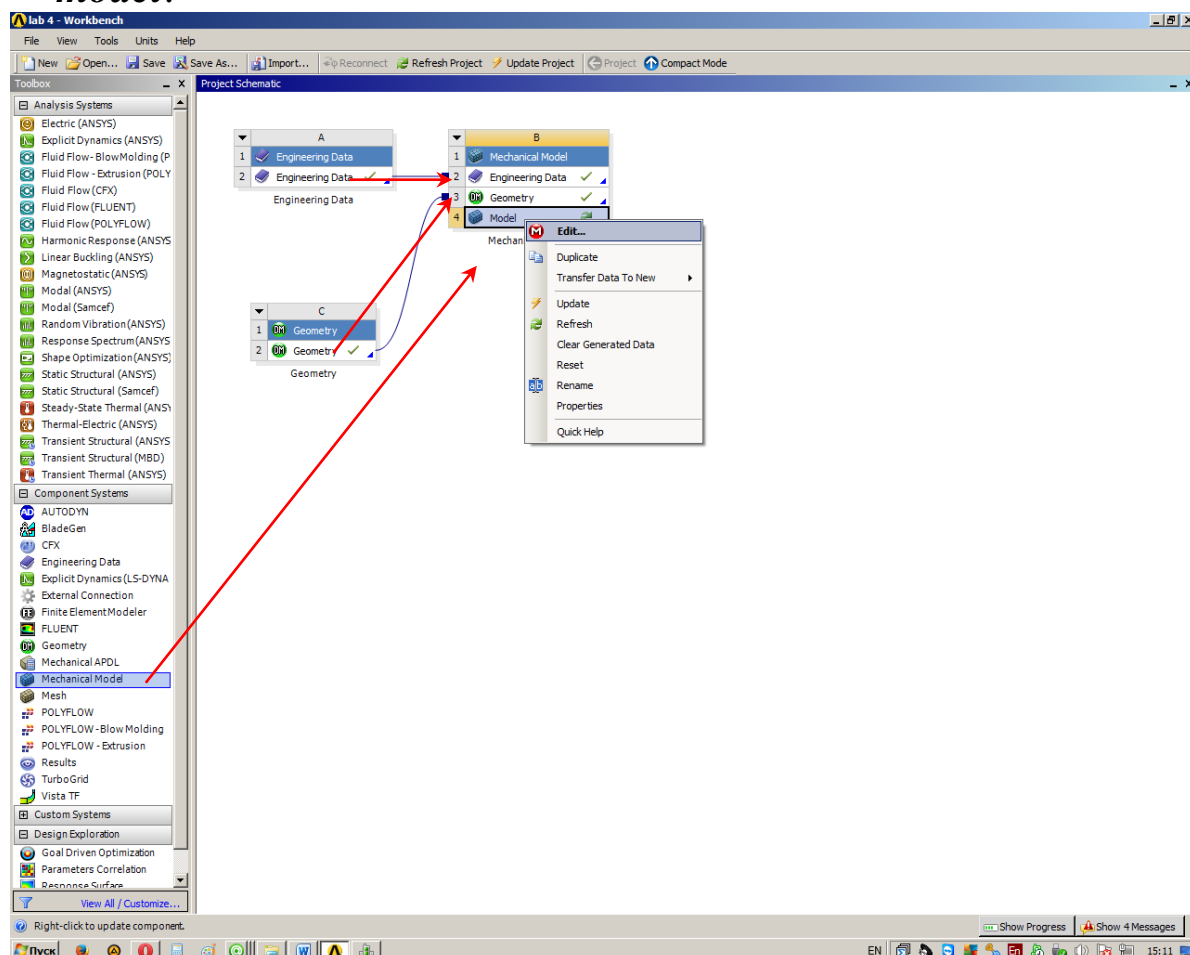 model.
lab 4 - Workbench
File View Tools Units Help
New Open... Save Save As... Import... Reconnect Refresh Project Update Project Project Compact Mode
Toolbox
Analysis Systems
Electric (ANSYS)
Explicit Dynamics (ANSYS)
Fluid Flow-BlowMolding (P
Fluid Flow - Extrusion (POLY
Fluid Flow (CFX)
Fluid Flow (FLUENT)
Fluid Flow (POLYFLOW)
Harmonic Response (ANSYS
Linear Buckling (ANSYS)
Magnetostatic (ANSYS)
Modal (ANSYS)
Modal (Samcef)
Random Vibration (ANSYS)
Response Spectrum (ANSYS
Shape Optimization (ANSYS)
Static Structural (ANSYS)
Static Structural (Samcef)
Steady-State Thermal (ANSY
Thermal-Electric (ANSYS)
Transient Structural (ANSYS
Transient Structural (MBD)
Transient Thermal (ANSYS)
Component Systems
AUTODYN
BladeGen
CFX
Engineering Data
Explicit Dynamics (LS-DYNA
External Connection
Finite Element Modeler
FLUENT
Geometry
Mechanical APDL
Mechanical Model
Mesh
POLYFLOW
POLYFLOW - Blow Molding
POLYFLOW - Extrusion
Results
TurboGrid
Vista TF
Custom Systems
Design Exploration
Goal Driven Optimization
Parameters Correlation
Response Surface
View All / Customize...
Project Schematic
A
1 Engineering Data
2 Engineering Data
Engineering Data
B
1 Mechanical Model
2 Engineering Data
3 Geometry
4 Model
Mechan
C
1 Geometry
2 Geometry
Geometry
Edit...
Duplicate
Transfer Data To New
Update
Refresh
Clear Generated Data
Reset
Rename
Properties
Quick Help
Right-click to update component.
Show Progress Show 4 Messages
Пуск
EN
15:11